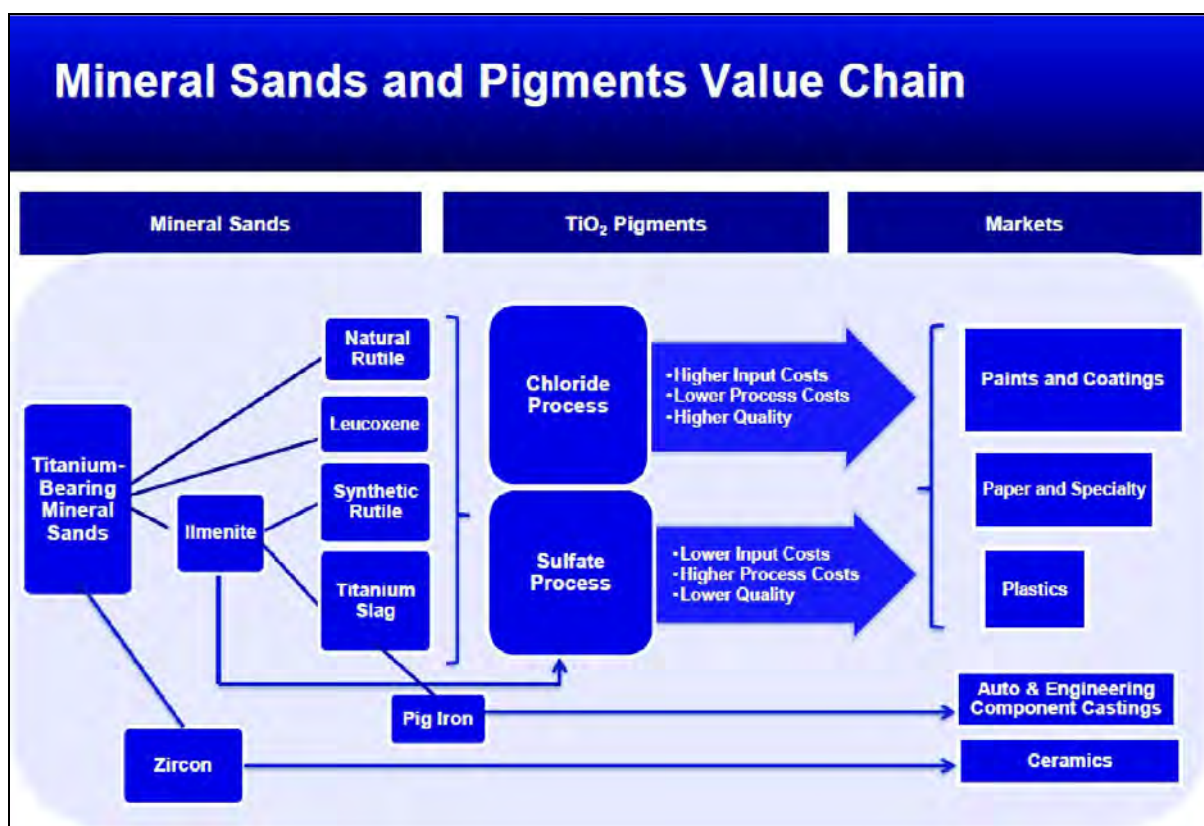 Mineral Sands and Pigments Value Chain
Mineral Sands
TiO₂ Pigments
Markets
Natural
Rutile
Leucoxene
Titanium-
Bearing
Mineral
Sands
Ilmenite
Synthetic
Rutile
Titanium
Slag
Pig Iron
Zircon
Chloride
Process
•Higher Input Costs
•Lower Process Costs
•Higher Quality
Sulfate
Process
•Lower Input Costs
•Higher Process Costs
•Lower Quality
Paints and Coatings
Paper and Specialty
Plastics
Auto & Engineering
Component Castings
Ceramics